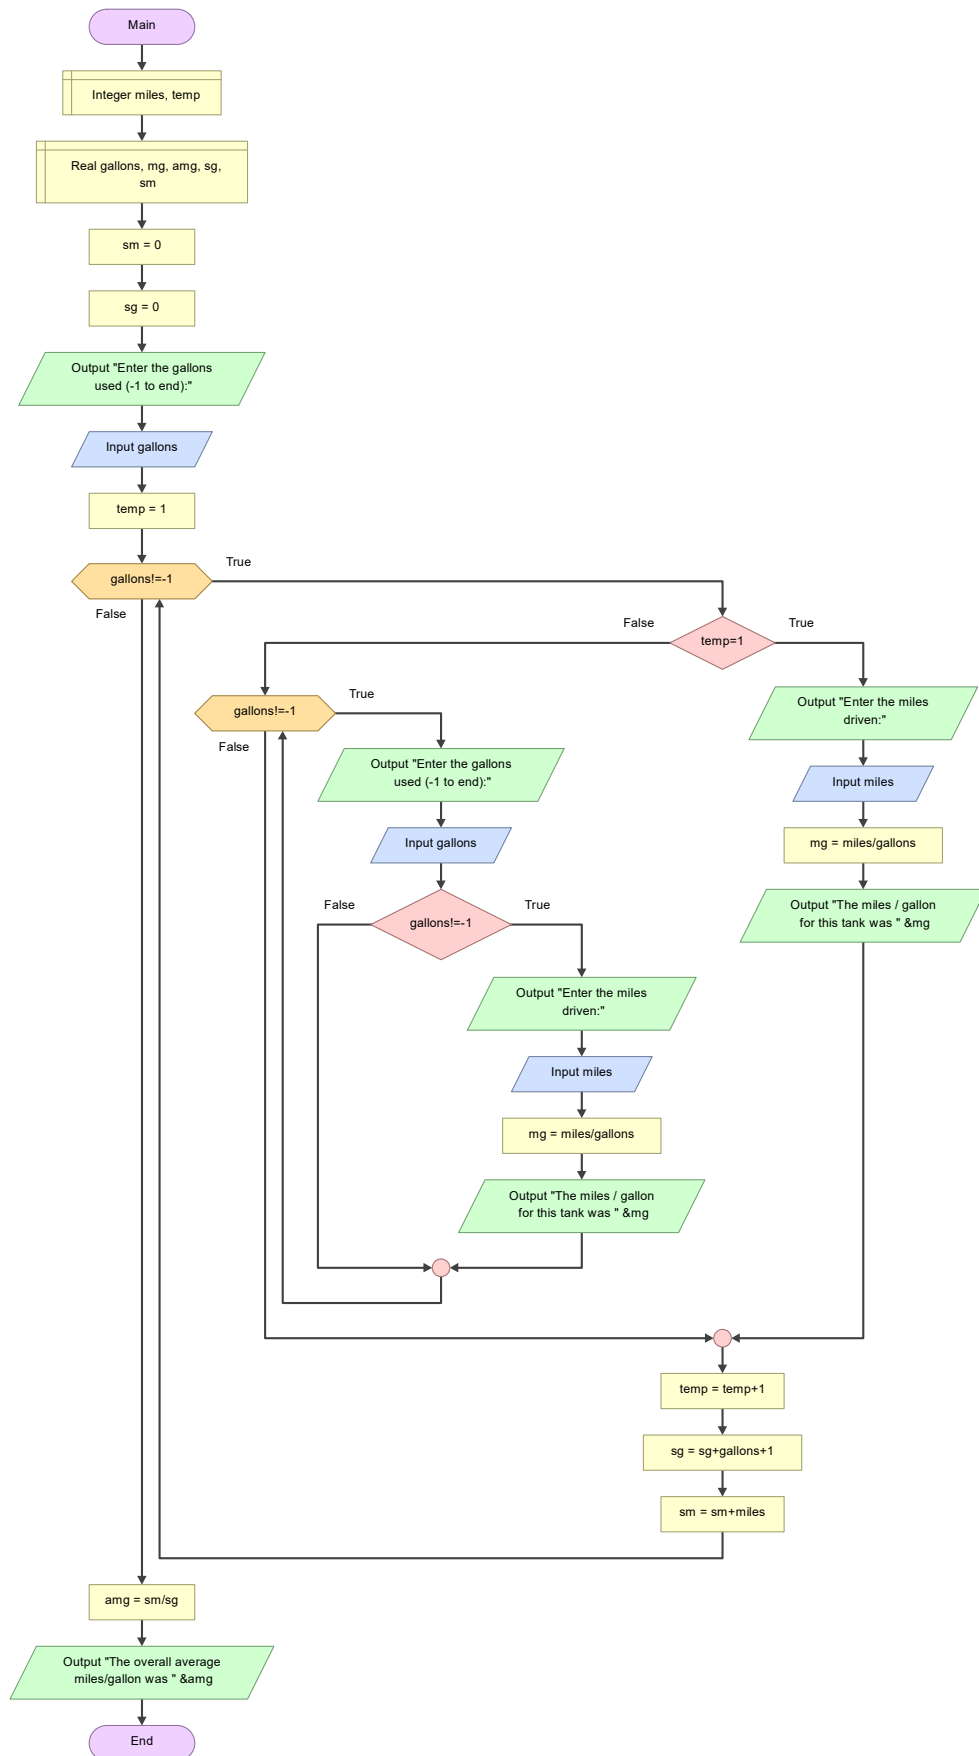 Main
Integer miles, temp
Real gallons, mg, amg, sg,
sm
sm = 0
sg = 0
Output "Enter the gallons
used (-1 to end):"
Input gallons
temp = 1
gallons!=-1
True
False
temp=1
False
True
gallons!=-1
True
False
Output "Enter the gallons
used (-1 to end):"
Input gallons
gallons!=-1
False
True
Output "Enter the miles
driven:"
Input miles
mg = miles/gallons
Output "The miles / gallon
for this tank was " &mg
Output "Enter the miles
driven:"
Input miles
mg = miles/gallons
Output "The miles / gallon
for this tank was " &mg
temp = temp+1
sg = sg+gallons+1
sm = sm+miles
amg = sm/sg
Output "The overall average
miles/gallon was " &amg
End